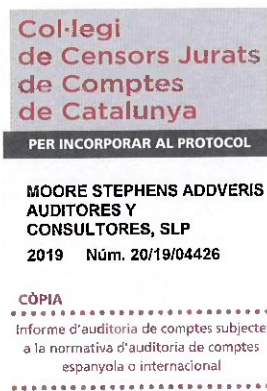 Col·legi
de Censors Jurats
de Comptes
de Catalunya
PER INCORPORAR AL PROTOCOL
MOORE STEPHENS ADDVERIS
AUDITORES Y
CONSULTORES, SLP
2019 Núm. 20/19/04426
CÒPIA
Informe d'auditoria de comptes subjecte
a la normativa d'auditoria de comptes
espanyola o internacional